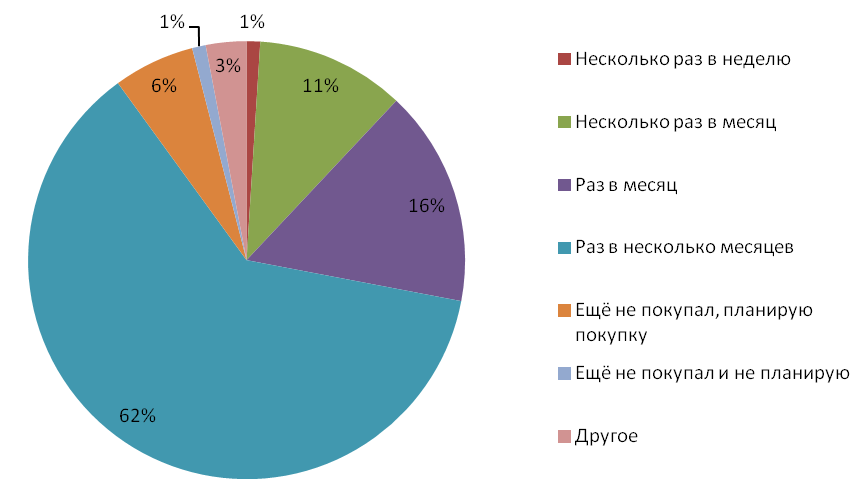 1%
1%
3%
6%
11%
16%
62%
Несколько раз в неделю
Несколько раз в месяц
Раз в месяц
Раз в несколько месяцев
Ещё не покупал, планирую
покупку
Ещё не покупал и не планирую
Другое